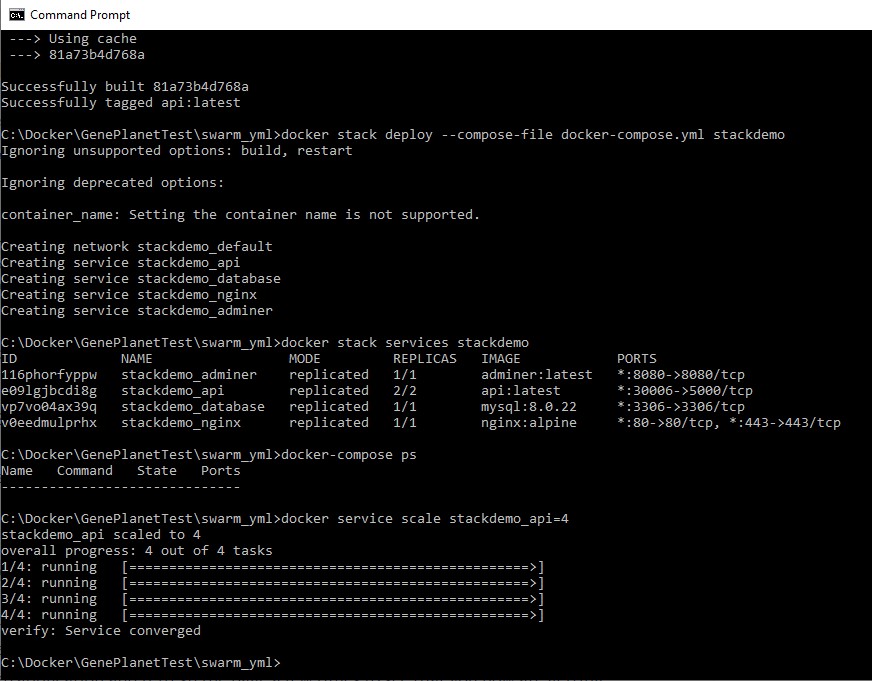 Command Prompt
---> Using cache
---> 81a73b4d768a
Successfully built 81a73b4d768a
Successfully tagged api:latest
C:\Docker\GenePlanetTest\swarm_yml>docker stack deploy --compose-file docker-compose.yml stackdemo
Ignoring unsupported options: build, restart
Ignoring deprecated options:
container_name: Setting the container name is not supported.
Creating network stackdemo_default
Creating service stackdemo_api
Creating service stackdemo_database
Creating service stackdemo_nginx
Creating service stackdemo_adminer
C:\Docker\GenePlanetTest\swarm_yml>docker stack services stackdemo
ID             NAME                 MODE         REPLICAS   IMAGE            PORTS
116phorfyppw   stackdemo_adminer    replicated   1/1        adminer:latest   *:8080->8080/tcp
e09lgjbcdi8g   stackdemo_api        replicated   2/2        api:latest       *:30006->5000/tcp
vp7vo04ax39q   stackdemo_database   replicated   1/1        mysql:8.0.22     *:3306->3306/tcp
v0eedmulprhx   stackdemo_nginx      replicated   1/1        nginx:alpine     *:80->80/tcp, *:443->443/tcp
C:\Docker\GenePlanetTest\swarm_yml>docker-compose ps
Name   Command   State   Ports
------------------------------
C:\Docker\GenePlanetTest\swarm_yml>docker service scale stackdemo_api=4
stackdemo_api scaled to 4
overall progress: 4 out of 4 tasks
1/4: running   [==================================================>]
2/4: running   [==================================================>]
3/4: running   [==================================================>]
4/4: running   [==================================================>]
verify: Service converged
C:\Docker\GenePlanetTest\swarm_yml>